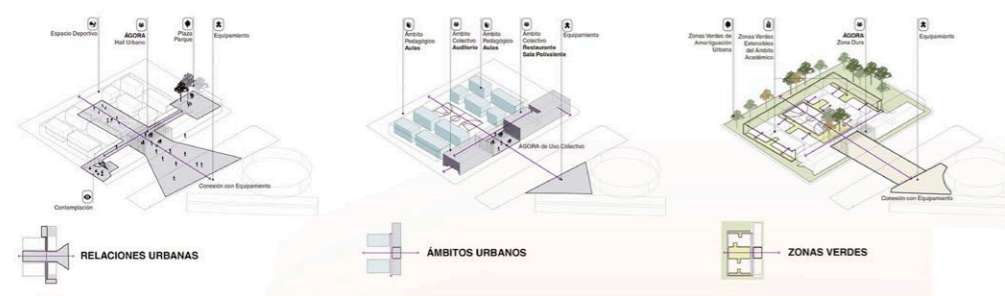 Espacio Deportivo
ÁGORA
Hall Urbano
Plaza
Parque
Equipamiento
Conexión con Equipamiento
Contemplación
RELACIONES URBANAS
Ámbito
Pedagógico
Aulas
Ámbito
Colectivo
Auditorio
Ámbito
Pedagógico
Aulas
Ámbito
Colectivo
Restaurante
Sala Polivalente
Equipamiento
ÁGORA de Uso Colectivo
ÁMBITOS URBANOS
Zonas Verdes de
Amortiguación
Urbana
Zonas Verdes
Extensibles
del Ámbito
Académico
ÁGORA
Zona Dura
Equipamiento
Conexión con Equipamiento
ZONAS VERDES